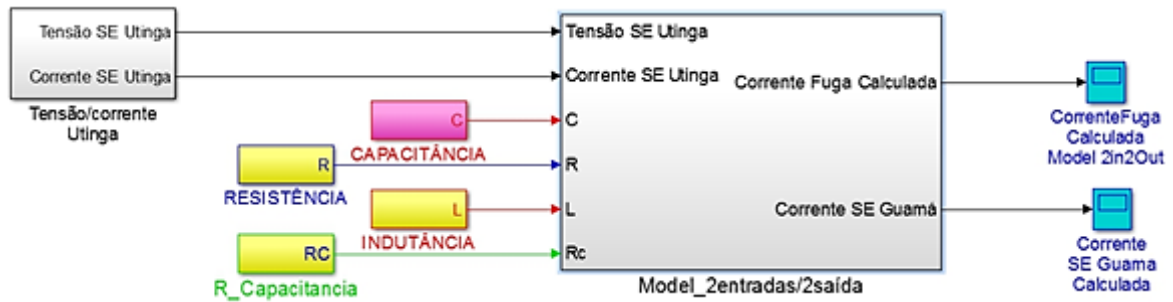 Tensão SE Utinga
Corrente SE Utinga
Tensão/corrente
Utinga
C
CAPACITÂNCIA
R
RESISTÊNCIA
L
INDUTÂNCIA
RC
R_Capacitancia
Tensão SE Utinga
Corrente SE Utinga
C
R
L
Rc
Corrente Fuga Calculada
Corrente SE Guamá
Model_2entradas/2saída
CorrenteFuga
Calculada
Model 2in2Out
Corrente
SE Guama
Calculada